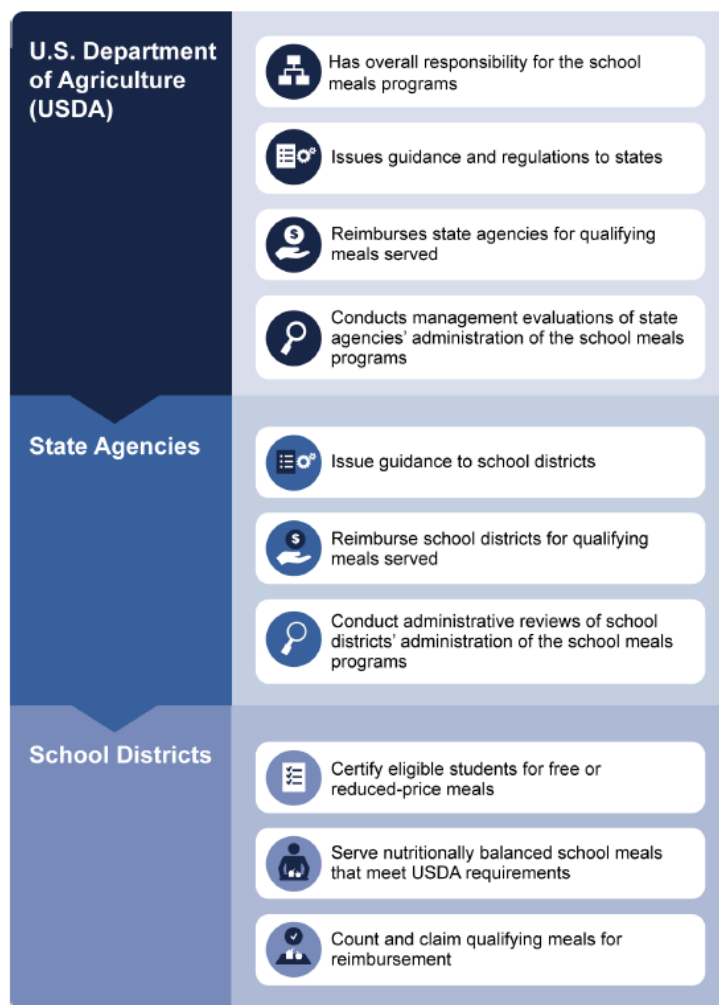 U.S. Department
of Agriculture
(USDA)
Has overall responsibility for the school
meals programs
Issues guidance and regulations to states
$
Reimburses state agencies for qualifying
meals served
Conducts management evaluations of state
agencies' administration of the school meals
programs
State Agencies
Issue guidance to school districts
$
Reimburse school districts for qualifying
meals served
Conduct administrative reviews of school
districts' administration of the school meals
programs
School Districts
Certify eligible students for free or
reduced-price meals
Serve nutritionally balanced school meals
that meet USDA requirements
Count and claim qualifying meals for
reimbursement